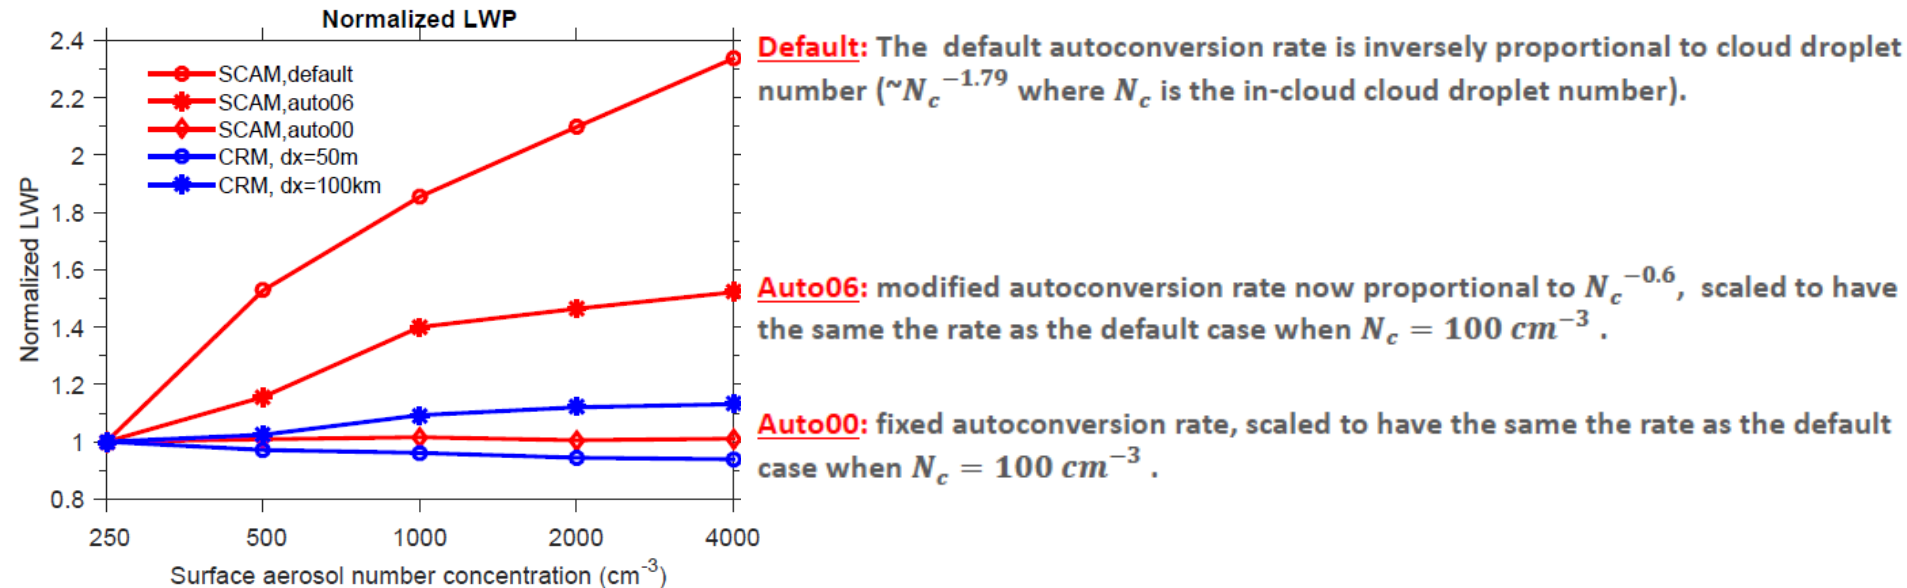 Normalized LWP
2.4
2.2
2
1.8
1.6
1.4
1.2
1
0.8
Normalized LWP
SCAM,default
SCAM,auto06
SCAM,auto00
CRM, dx=50m
CRM, dx=100km
250 500 1000 2000 4000
Surface aerosol number concentration (cm⁻³)
Default: The default autoconversion rate is inversely proportional to cloud droplet
number (~N_c^−1.79 where N_c is the in-cloud cloud droplet number).
Auto06: modified autoconversion rate now proportional to N_c^−0.6, scaled to have
the same the rate as the default case when N_c = 100 cm⁻³ .
Auto00: fixed autoconversion rate, scaled to have the same the rate as the default
case when N_c = 100 cm⁻³ .